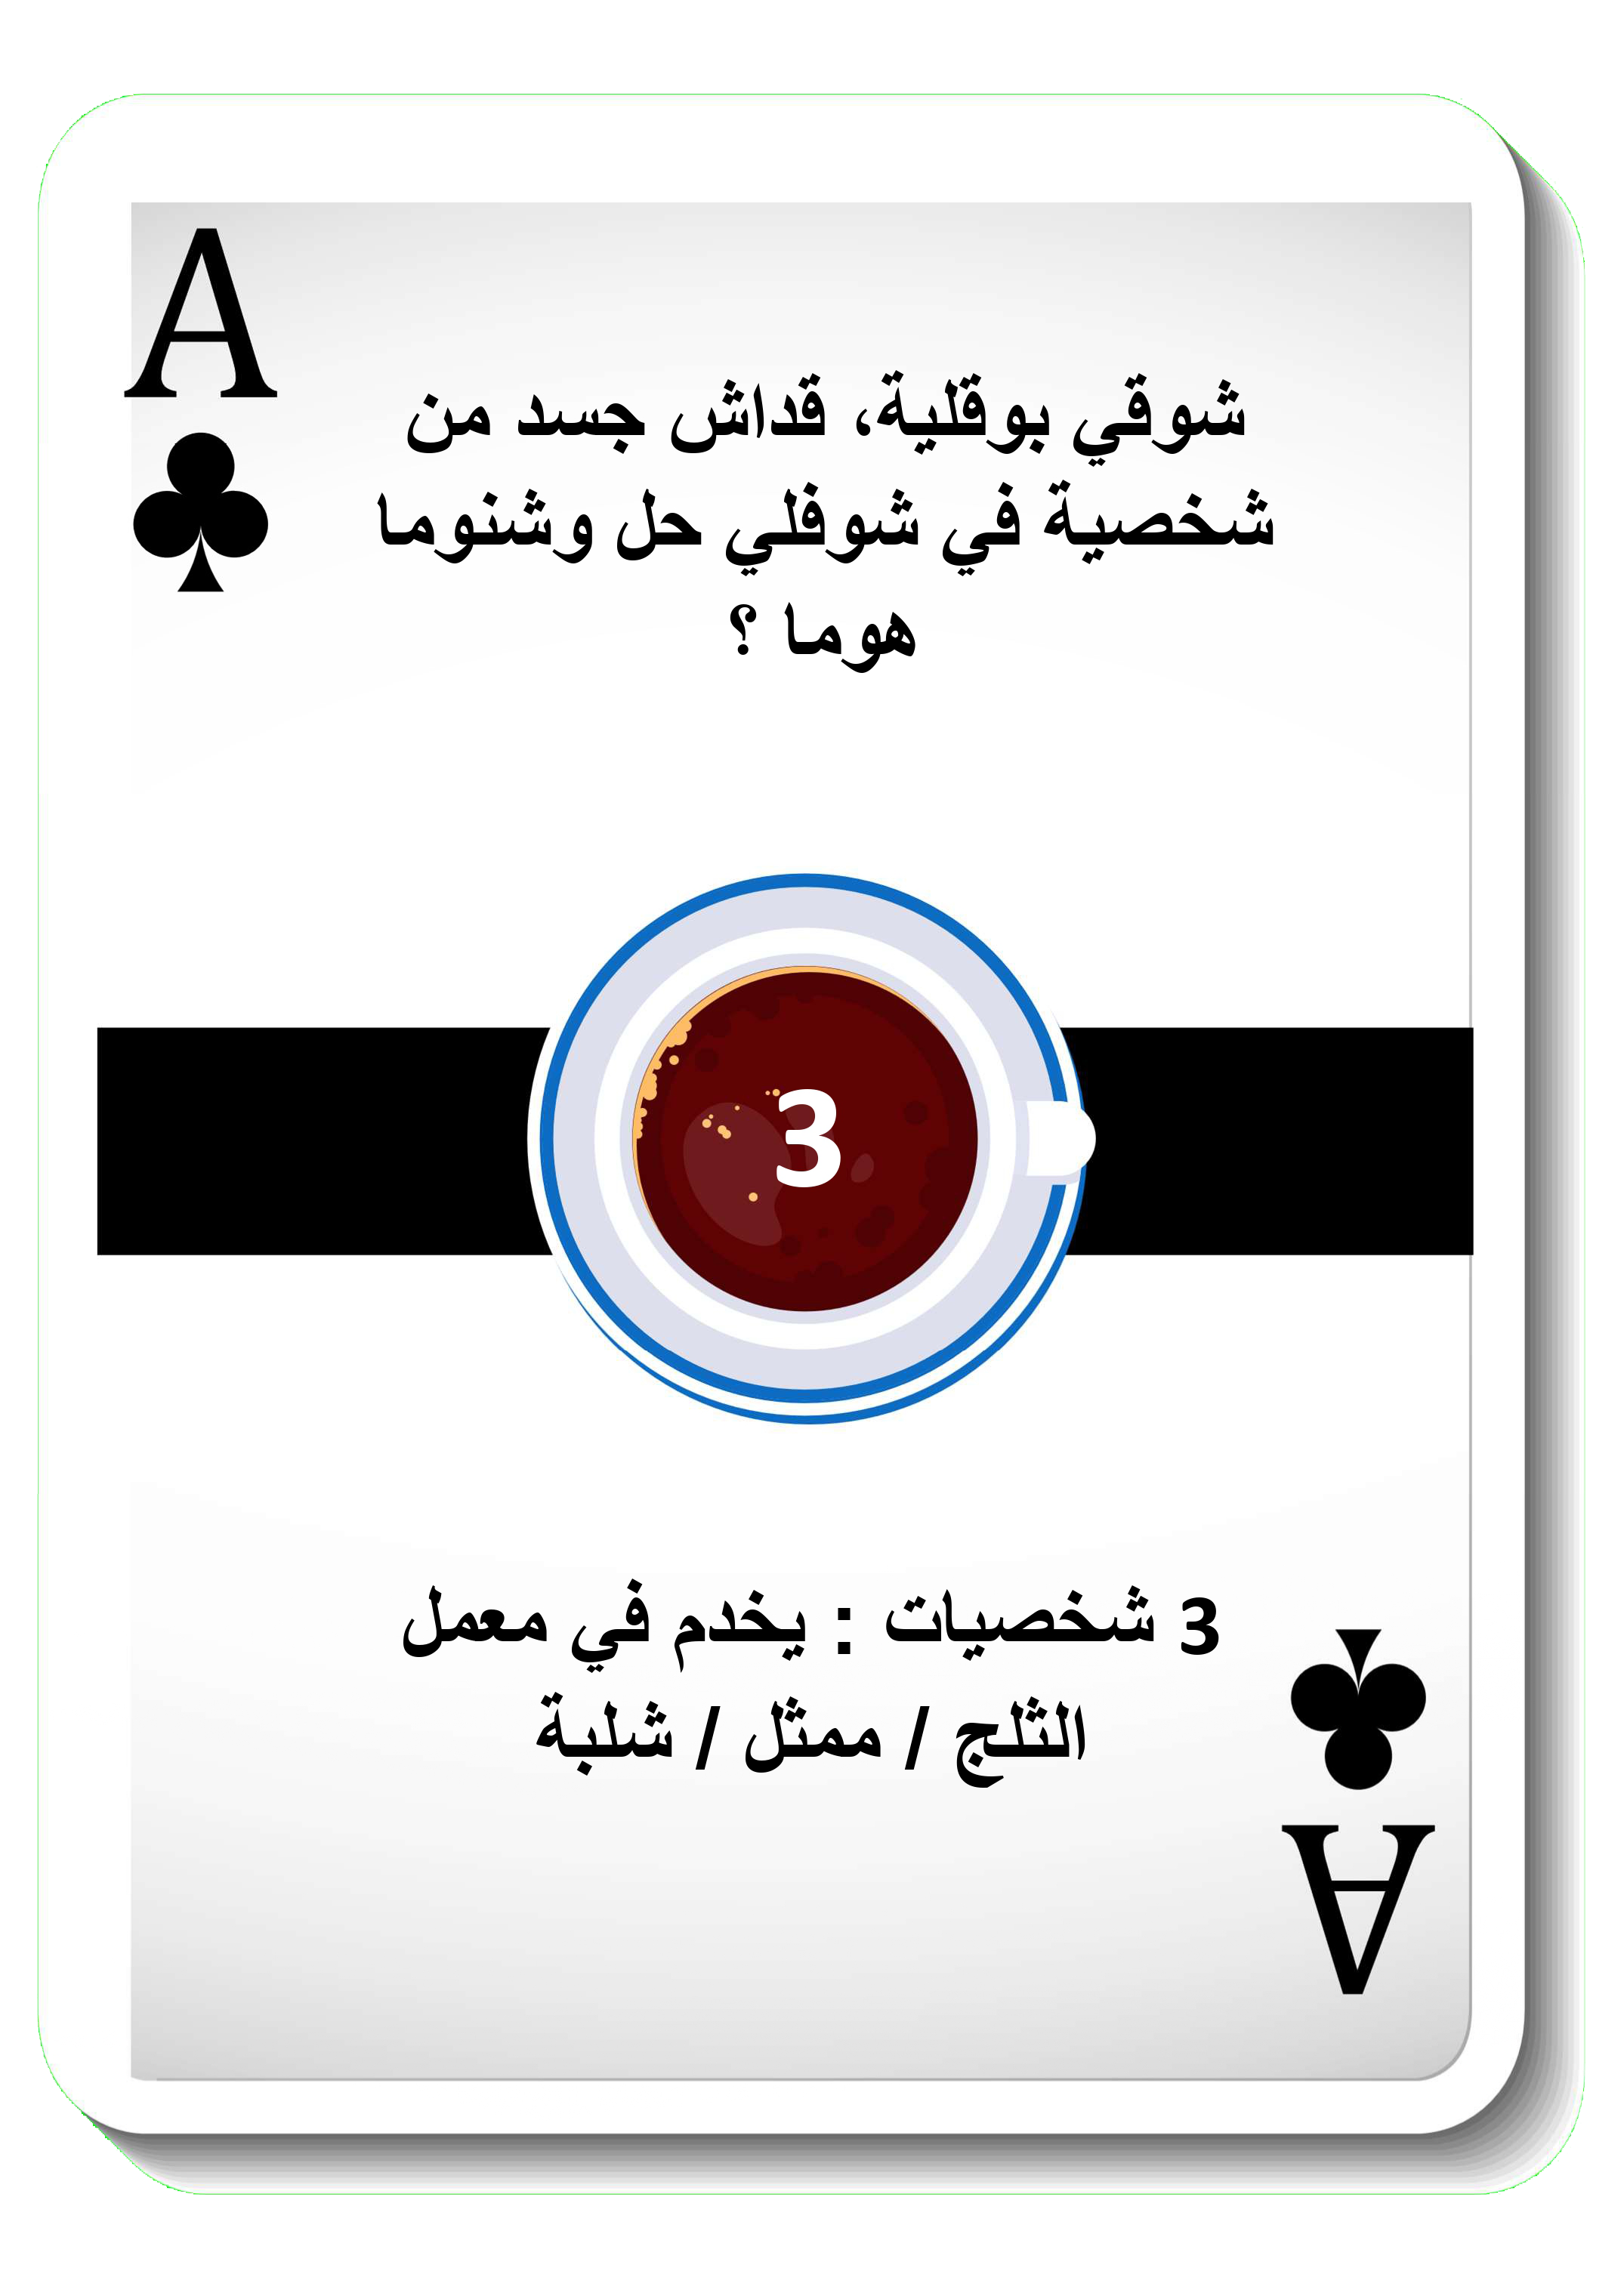 A
شوقي بوقلية، قداش جسد من
شخصية في شوفلي حل وشنوما
هوما ؟
3
3 شخصيات : يخدم في معمل
الثلج / ممثل / شلبة
A